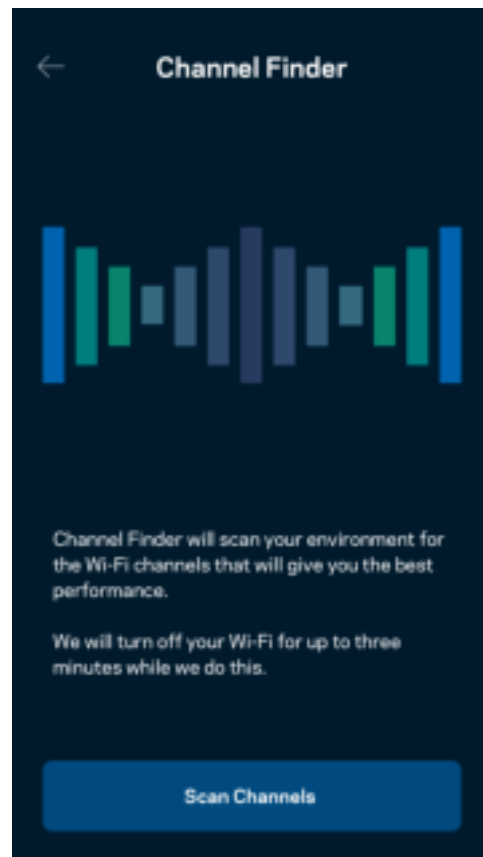 Channel Finder
Channel Finder will scan your environment for
the Wi-Fi channels that will give you the best
performance.
We will turn off your Wi-Fi for up to three
minutes while we do this.
Scan Channels